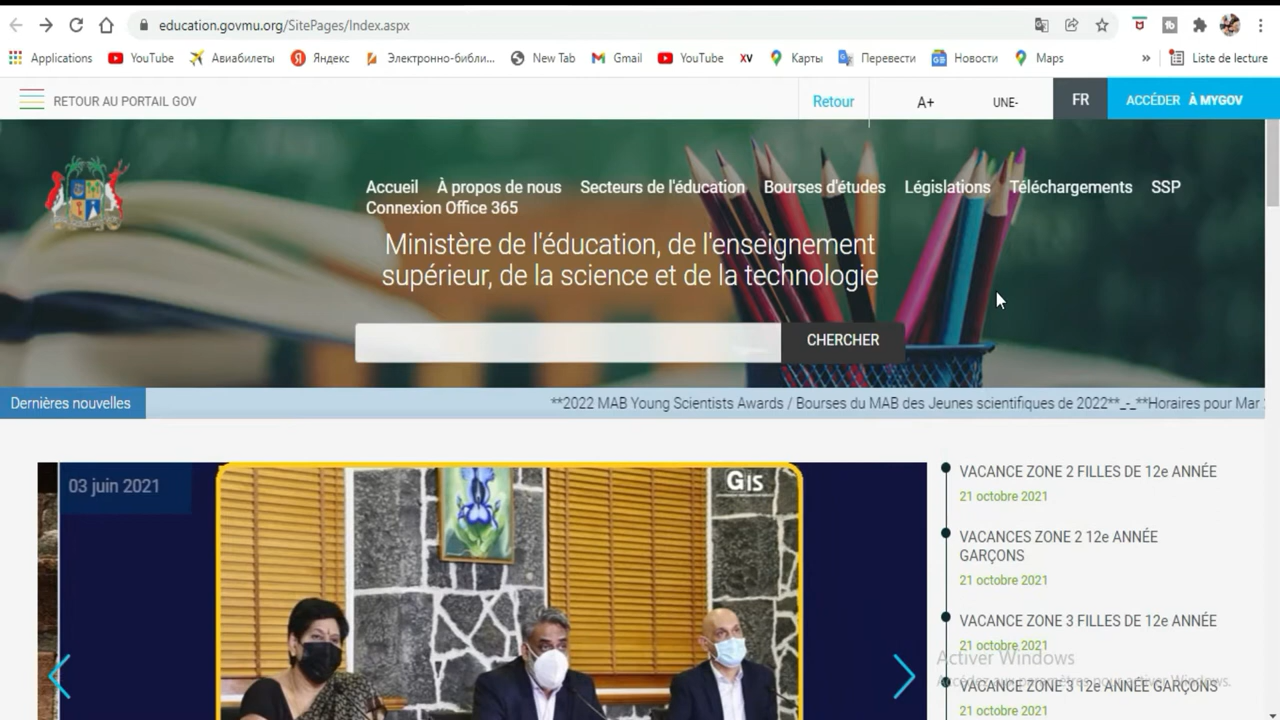 education.govmu.org/SitePages/Index.aspx
Applications YouTube Авиабилеты Яндекс Электронно-библи... New Tab Gmail YouTube XV Карты Перевести Новости Maps » Liste de lecture
RETOUR AU PORTAIL GOV Retour A+ UNE- FR ACCÉDER À MYGOV
Accueil À propos de nous Secteurs de l'éducation Bourses d'études Législations Téléchargements SSP
Connexion Office 365
Ministère de l'éducation, de l'enseignement
supérieur, de la science et de la technologie
CHERCHER
Dernières nouvelles **2022 MAB Young Scientists Awards / Bourses du MAB des Jeunes scientifiques de 2022**_-_**Horaires pour Mar
03 juin 2021
GIS
VACANCE ZONE 2 FILLES DE 12e ANNÉE
21 octobre 2021
VACANCES ZONE 2 12e ANNÉE
GARÇONS
21 octobre 2021
VACANCE ZONE 3 FILLES DE 12e ANNÉE
21 octobre 2021
Activer Windows
VACANCE ZONE 3 12e ANNÉE GARÇONS
21 octobre 2021